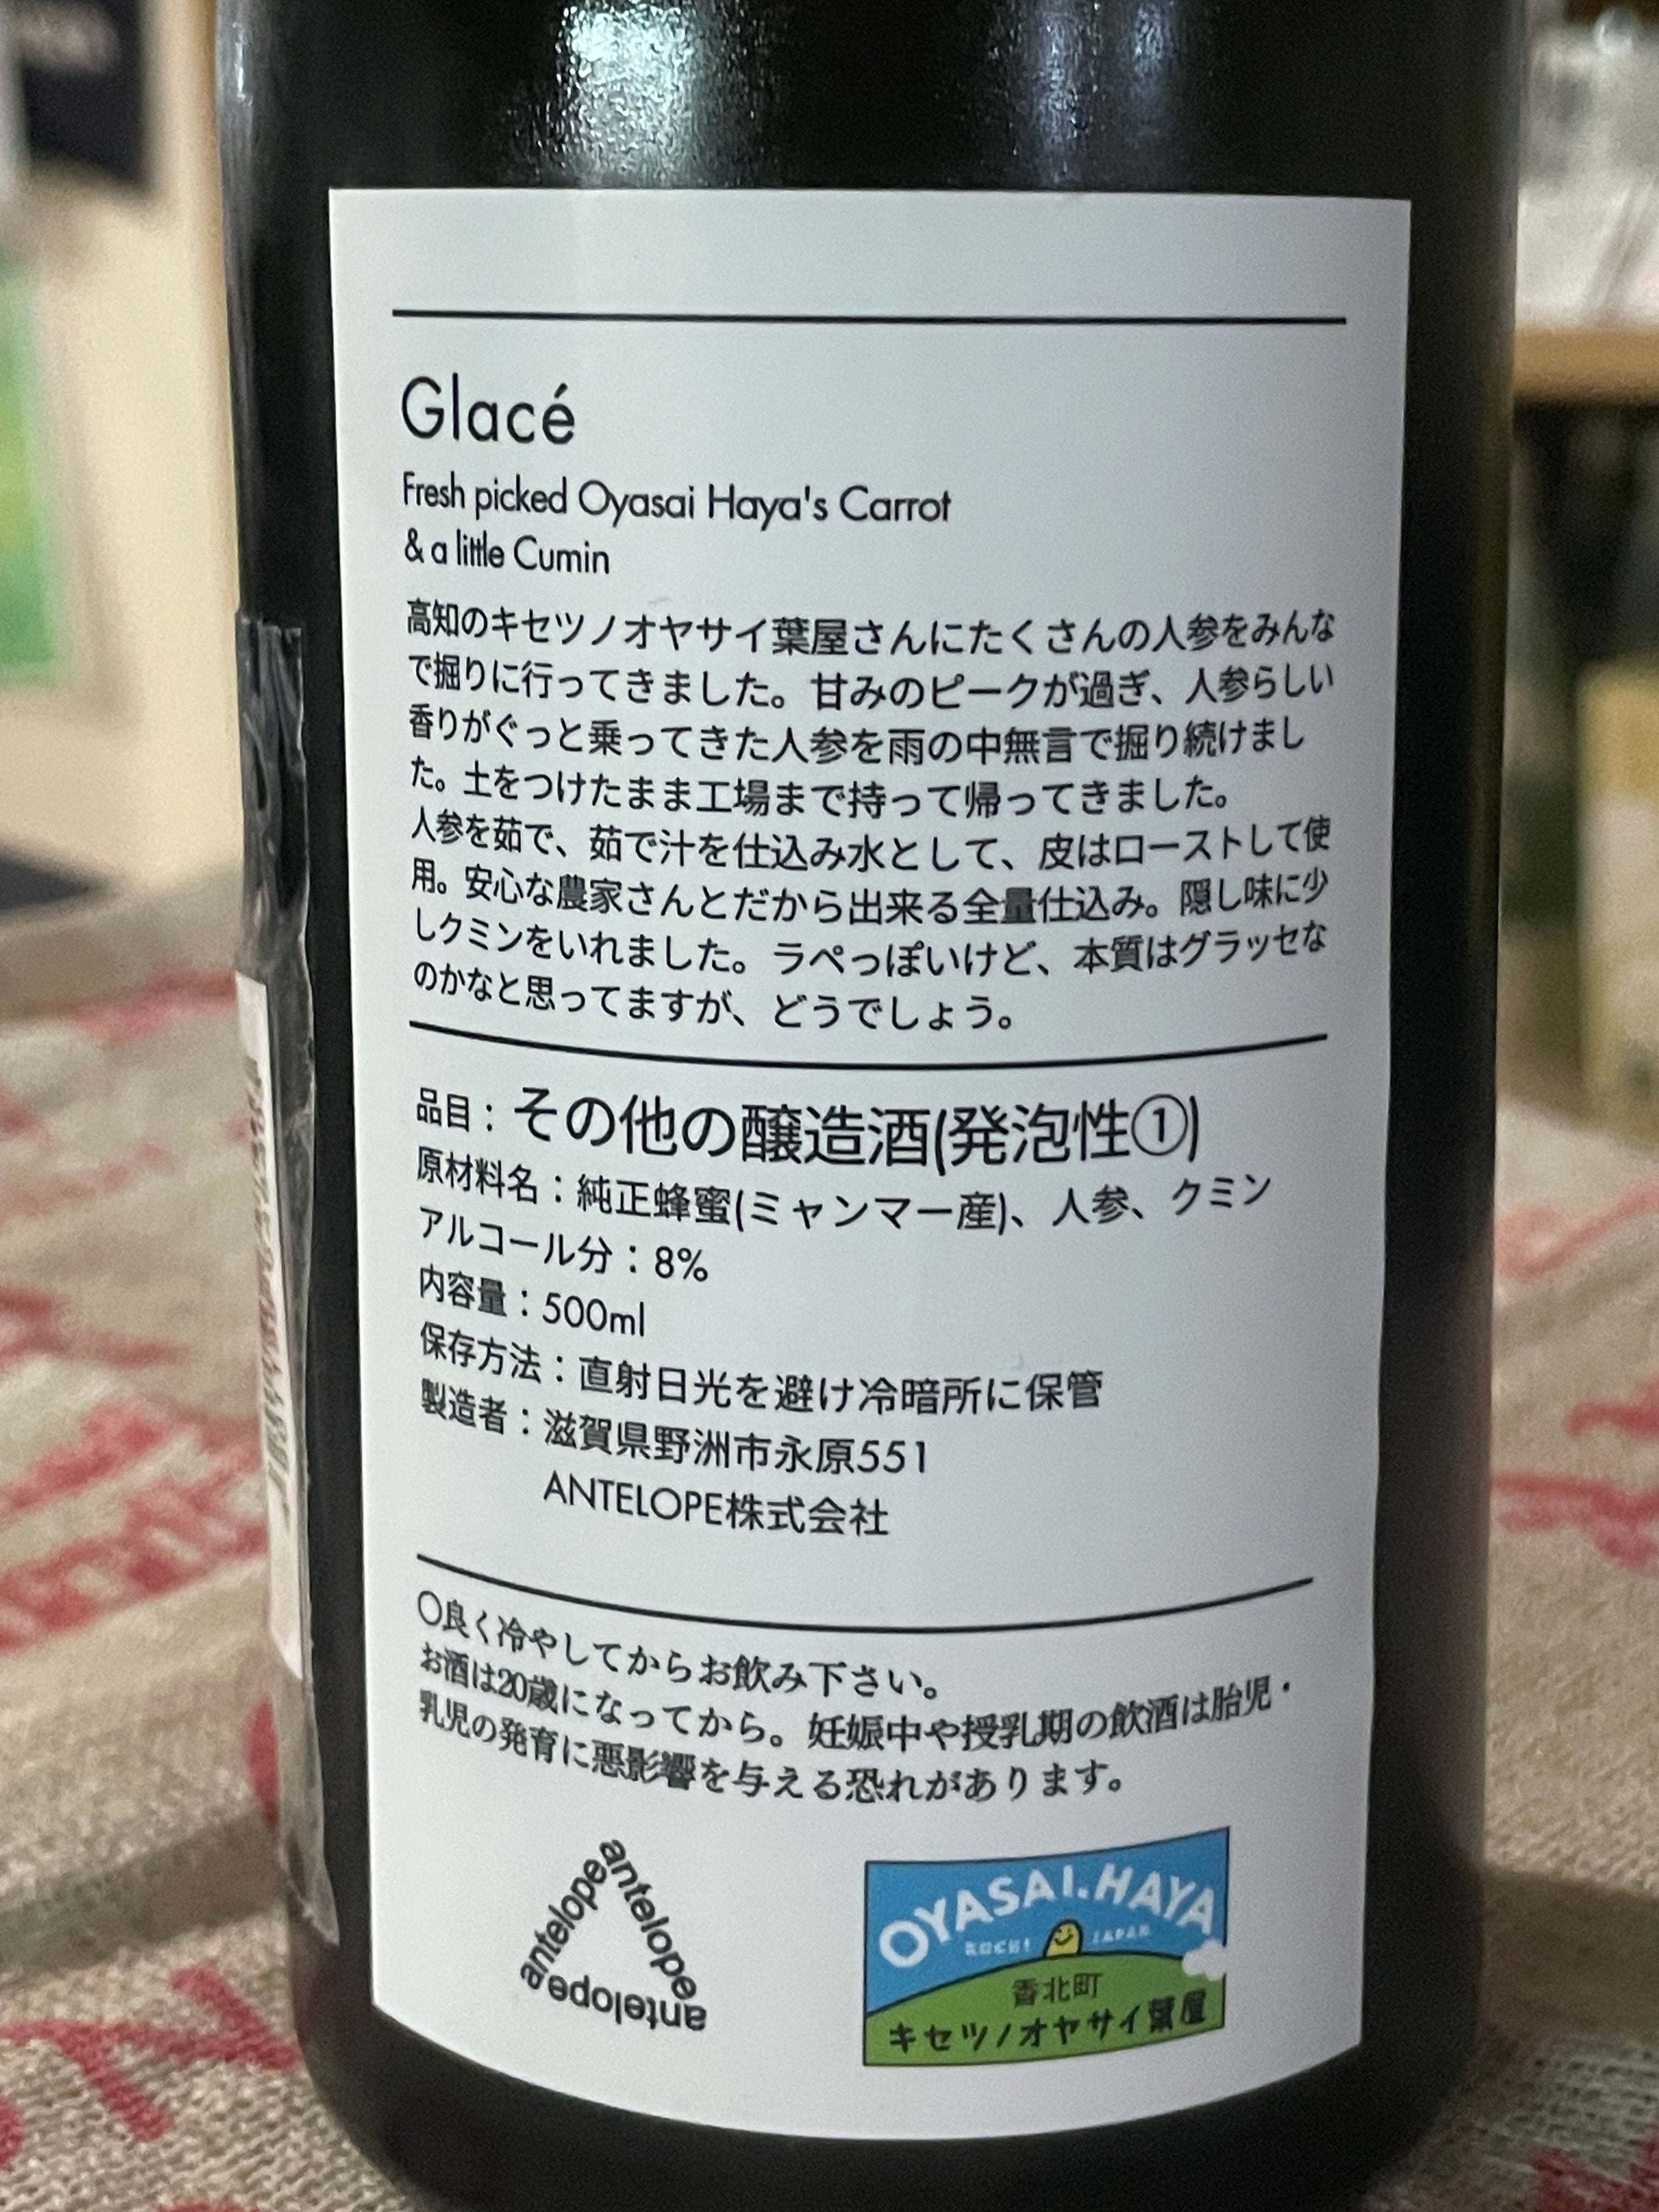 Glacé
Fresh picked Oyasai Haya's Carrot
& a little Cumin
高知のキセツノオヤサイ葉屋さんにたくさんの人参をみんな
で掘りに行ってきました。甘みのピークが過ぎ、人参らしい
香りがぐっと乗ってきた人参を雨の中無言で掘り続けまし
た。土をつけたまま工場まで持って帰ってきました。
人参を茹で、茹で汁を仕込み水として、皮はローストして使
用。安心な農家さんとだから出来る全量仕込み。隠し味に少
しクミンをいれました。ラペっぽいけど、本質はグラッセな
のかなと思ってますが、どうでしょう。
品目：その他の醸造酒(発泡性①)
原材料名：純正蜂蜜(ミャンマー産)、人参、クミン
アルコール分：8%
内容量：500ml
保存方法：直射日光を避け冷暗所に保管
製造者：滋賀県野洲市永原551
ANTELOPE株式会社
〇良く冷やしてからお飲み下さい。
お酒は20歳になってから。妊娠中や授乳期の飲酒は胎児・
乳児の発育に悪影響を与える恐れがあります。
antelope
antelope
antelope
OYASAI.HAYA
KOCHI JAPAN
香北町
キセツノオヤサイ葉屋